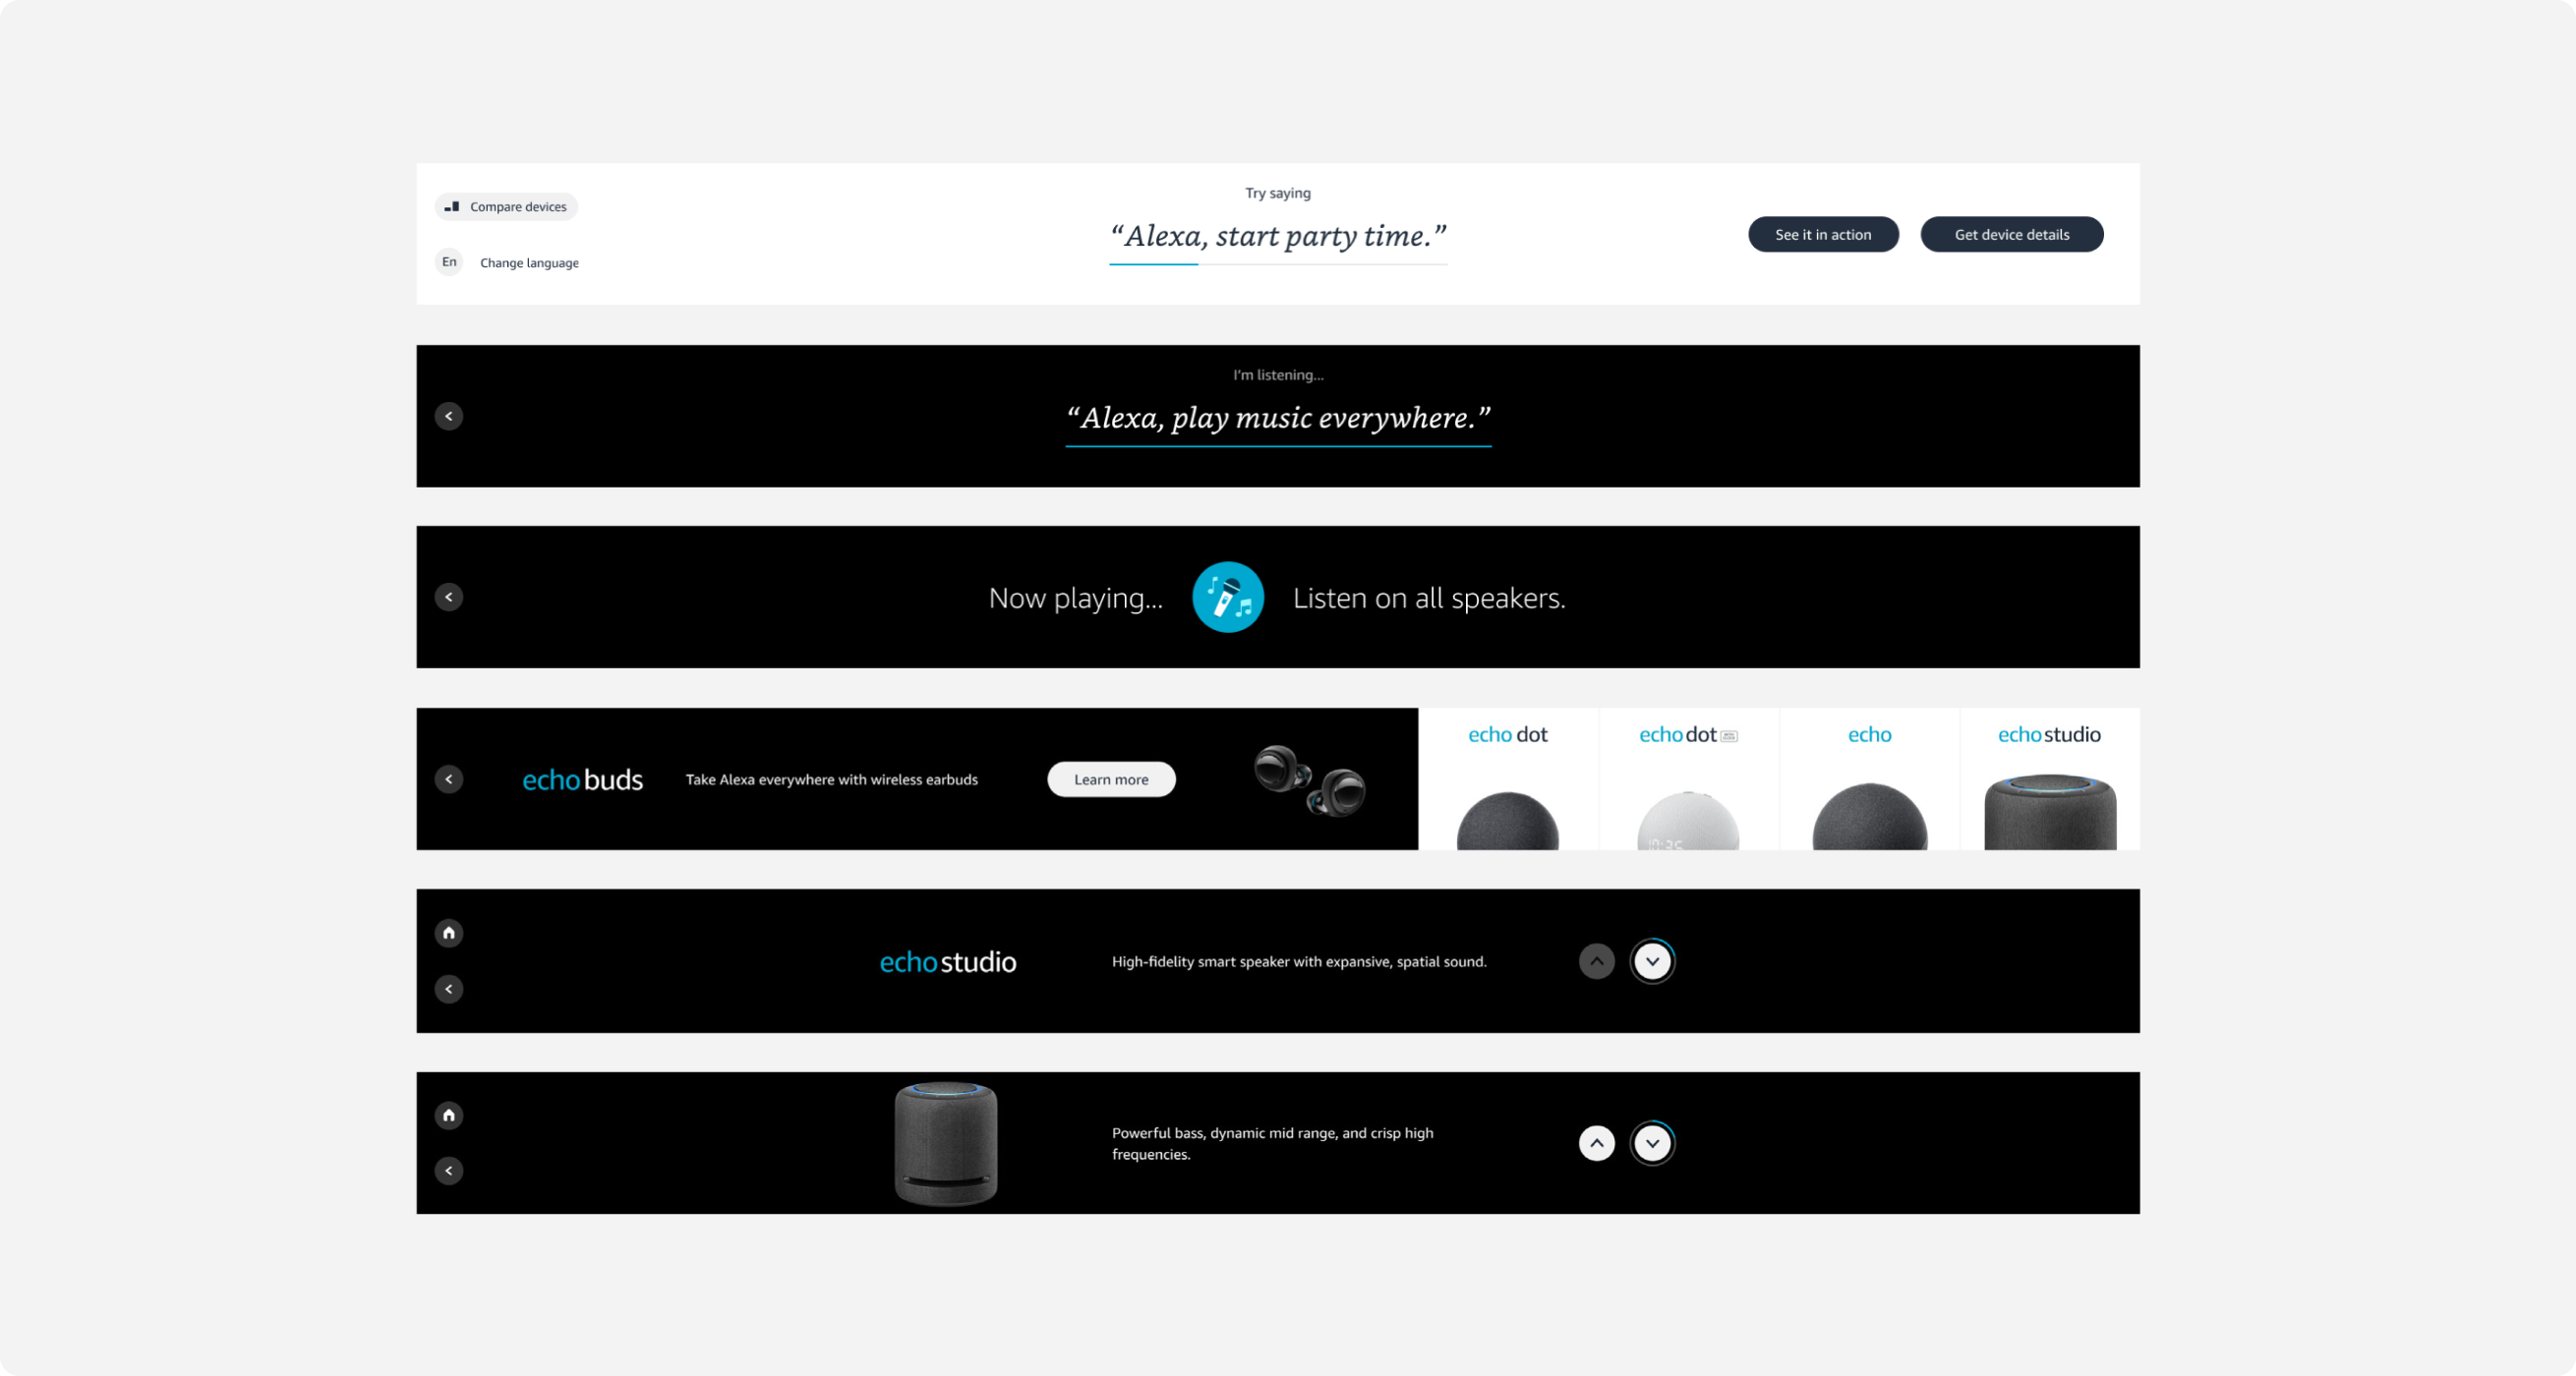 Compare devices
En Change language
Try saying
“Alexa, start party time.”
See it in action
Get device details
I’m listening...
“Alexa, play music everywhere.”
Now playing...
Listen on all speakers.
echo buds
Take Alexa everywhere with wireless earbuds
Learn more
echo dot
echo dot
echo
echo studio
echo studio
High-fidelity smart speaker with expansive, spatial sound.
Powerful bass, dynamic mid range, and crisp high
frequencies.